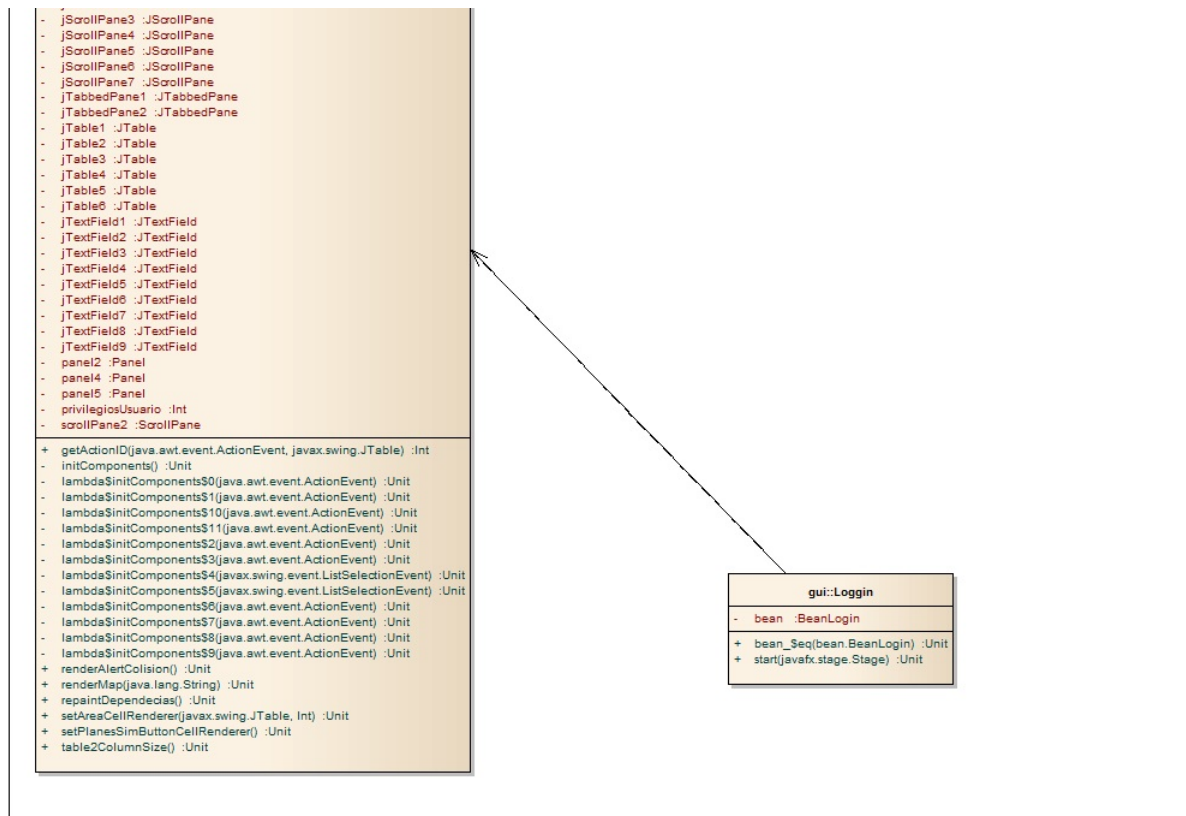 - jScrollPane3 :JScrollPane
- jScrollPane4 :JScrollPane
- jScrollPane5 :JScrollPane
- jScrollPane6 :JScrollPane
- jScrollPane7 :JScrollPane
- jTabbedPane1 :JTabbedPane
- jTabbedPane2 :JTabbedPane
- jTable1 :JTable
- jTable2 :JTable
- jTable3 :JTable
- jTable4 :JTable
- jTable5 :JTable
- jTable6 :JTable
- jTextField1 :JTextField
- jTextField2 :JTextField
- jTextField3 :JTextField
- jTextField4 :JTextField
- jTextField5 :JTextField
- jTextField6 :JTextField
- jTextField7 :JTextField
- jTextField8 :JTextField
- jTextField9 :JTextField
- panel2 :Panel
- panel4 :Panel
- panel5 :Panel
- privilegiosUsuario :Int
- scrollPane2 :ScrollPane
+ getActionID(java.awt.event.ActionEvent, javax.swing.JTable) :Int
- initComponents() :Unit
- lambda$initComponents$0(java.awt.event.ActionEvent) :Unit
- lambda$initComponents$1(java.awt.event.ActionEvent) :Unit
- lambda$initComponents$10(java.awt.event.ActionEvent) :Unit
- lambda$initComponents$11(java.awt.event.ActionEvent) :Unit
- lambda$initComponents$2(java.awt.event.ActionEvent) :Unit
- lambda$initComponents$3(java.awt.event.ActionEvent) :Unit
- lambda$initComponents$4(javax.swing.event.ListSelectionEvent) :Unit
- lambda$initComponents$5(javax.swing.event.ListSelectionEvent) :Unit
- lambda$initComponents$6(java.awt.event.ActionEvent) :Unit
- lambda$initComponents$7(java.awt.event.ActionEvent) :Unit
- lambda$initComponents$8(java.awt.event.ActionEvent) :Unit
- lambda$initComponents$9(java.awt.event.ActionEvent) :Unit
+ renderAlertColision() :Unit
+ renderMap(java.lang.String) :Unit
+ repaintDependecias() :Unit
+ setAreaCellRenderer(javax.swing.JTable, Int) :Unit
+ setPlanesSimButtonCellRenderer() :Unit
+ table2ColumnSize() :Unit
gui::Loggin
- bean :BeanLogin
+ bean_$eq(bean.BeanLogin) :Unit
+ start(javafx.stage.Stage) :Unit